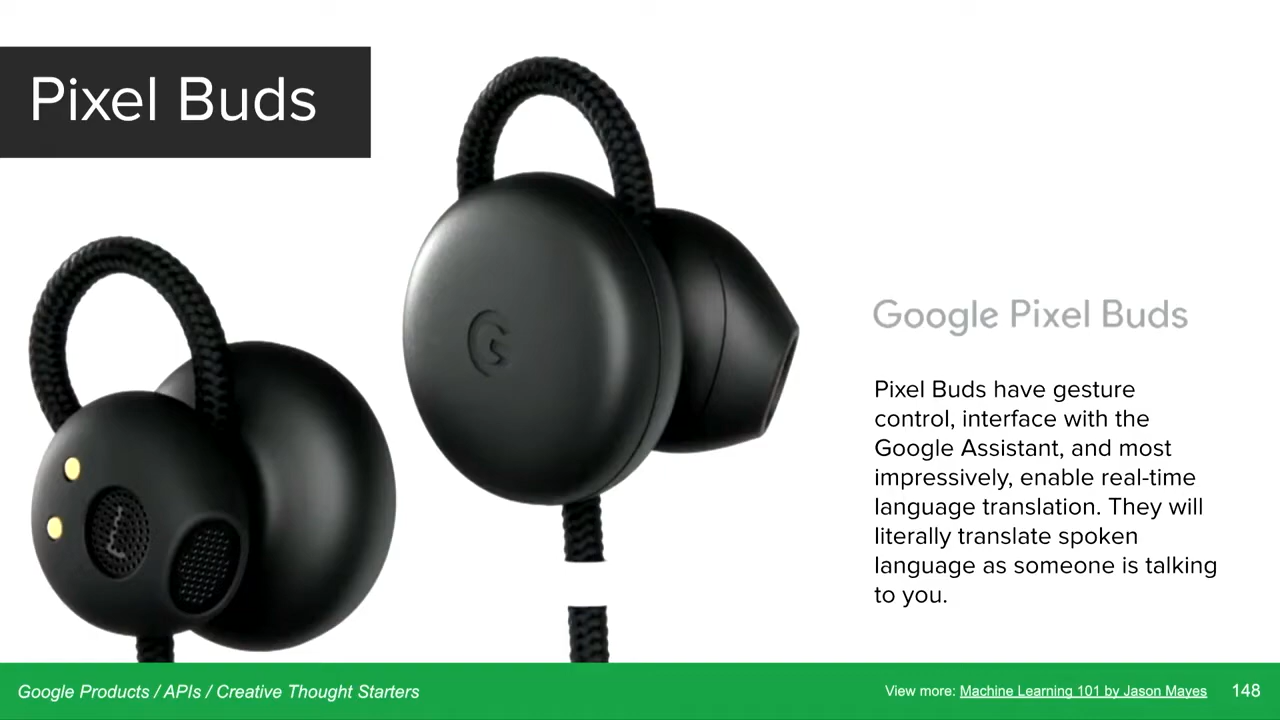 Pixel Buds
G
Google Pixel Buds
Pixel Buds have gesture
control, interface with the
Google Assistant, and most
impressively, enable real-time
language translation. They will
literally translate spoken
language as someone is talking
to you.
Google Products / APIs / Creative Thought Starters
View more: Machine Learning 101 by Jason Mayes
148